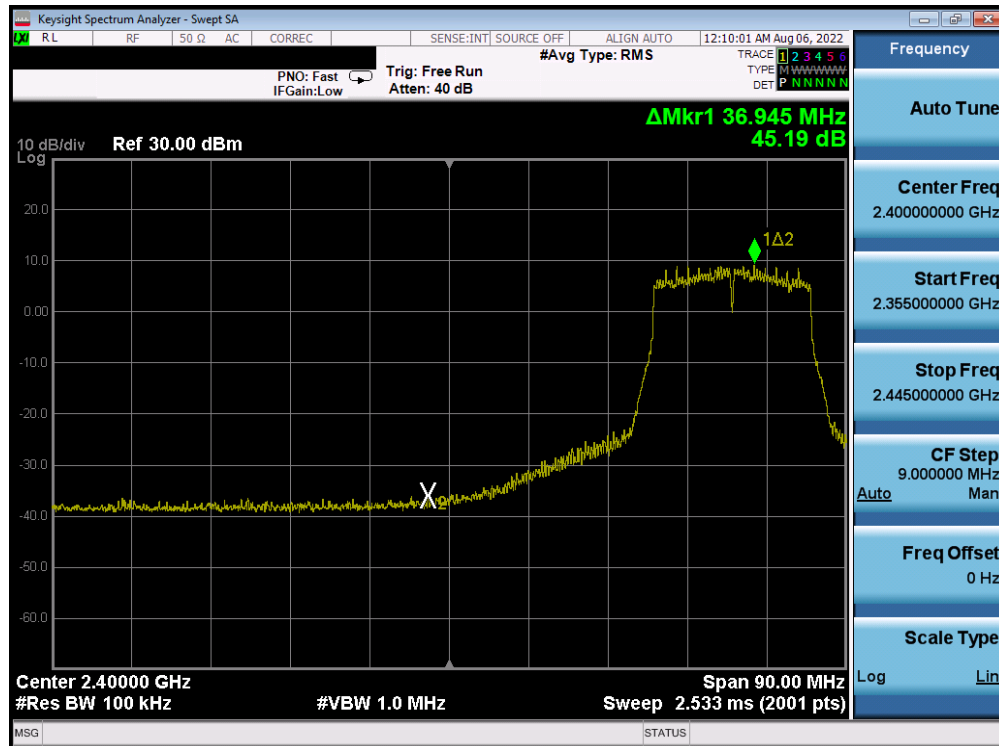 Keysight Spectrum Analyzer - Swept SA
LXI RL RF 50 Ω AC CORREC SENSE:INT SOURCE OFF ALIGN AUTO 12:10:01 AM Aug 06, 2022
#Avg Type: RMS
TRACE 1 2 3 4 5 6
PNO: Fast Trig: Free Run
TYPE M WWWWW
IFGain:Low Atten: 40 dB
DET P N N N N N
ΔMkr1 36.945 MHz
45.19 dB
10 dB/div Ref 30.00 dBm
Log
20.0
1Δ2
10.0
0.00
-10.0
-20.0
-30.0
X2
-40.0
-50.0
-60.0
Center 2.40000 GHz Span 90.00 MHz
#Res BW 100 kHz #VBW 1.0 MHz Sweep 2.533 ms (2001 pts)
MSG STATUS
Frequency
Auto Tune
Center Freq
2.400000000 GHz
Start Freq
2.355000000 GHz
Stop Freq
2.445000000 GHz
CF Step
9.000000 MHz
Auto Man
Freq Offset
0 Hz
Scale Type
Log Lin